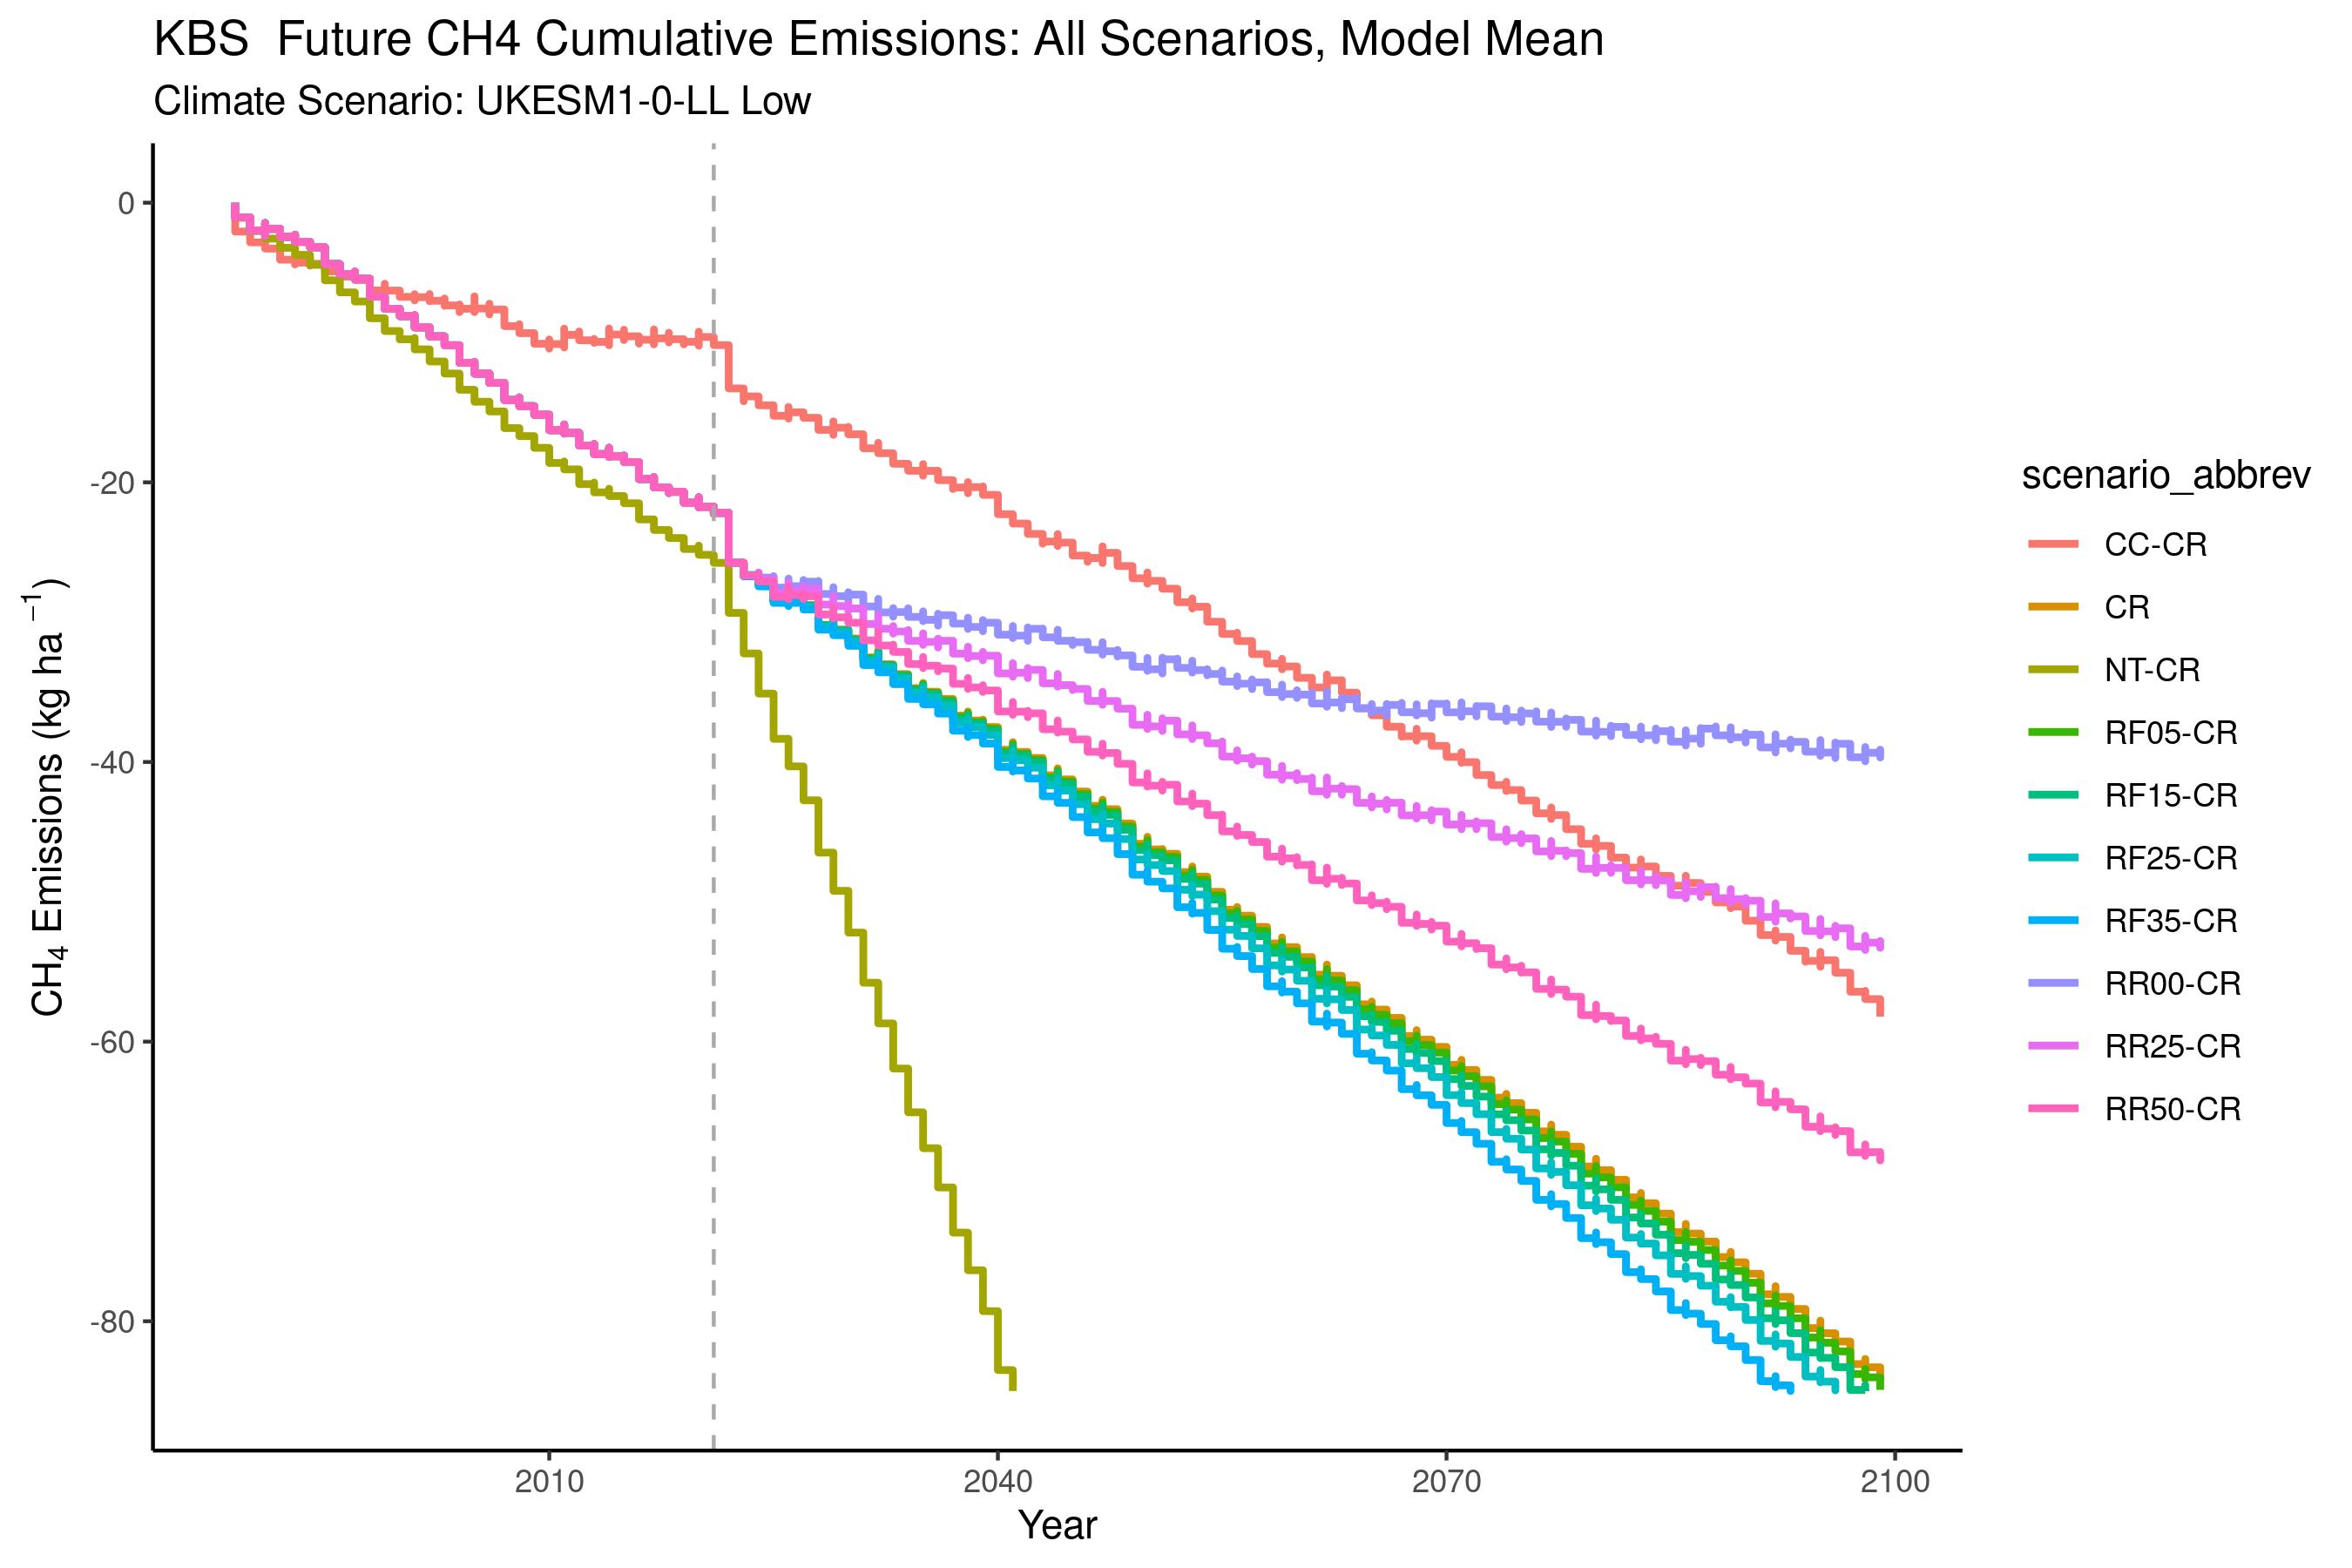 KBS  Future CH4 Cumulative Emissions: All Scenarios, Model Mean
Climate Scenario: UKESM1-0-LL Low
CH₄ Emissions (kg ha ⁻¹)
0
-20
-40
-60
-80
2010
2040
2070
2100
Year
scenario_abbrev
CC-CR
CR
NT-CR
RF05-CR
RF15-CR
RF25-CR
RF35-CR
RR00-CR
RR25-CR
RR50-CR